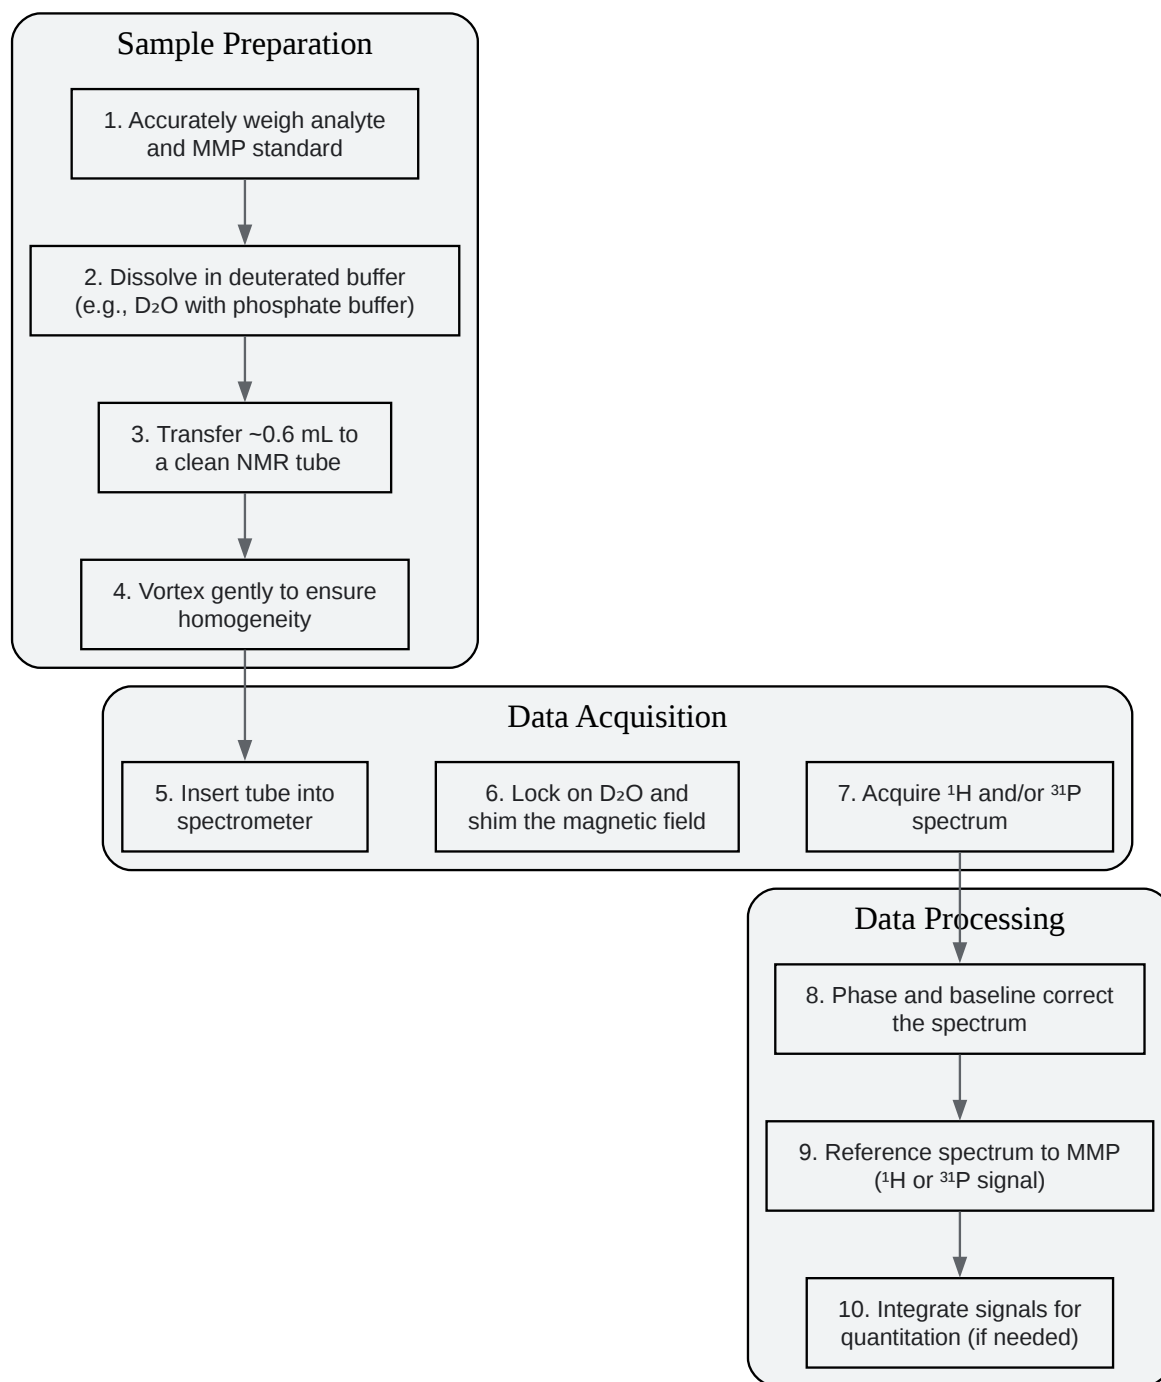 Sample Preparation
1. Accurately weigh analyte
and MMP standard
2. Dissolve in deuterated buffer
(e.g., D₂O with phosphate buffer)
3. Transfer ~0.6 mL to
a clean NMR tube
4. Vortex gently to ensure
homogeneity
Data Acquisition
5. Insert tube into
spectrometer
6. Lock on D₂O and
shim the magnetic field
7. Acquire ¹H and/or ³¹P
spectrum
Data Processing
8. Phase and baseline correct
the spectrum
9. Reference spectrum to MMP
(¹H or ³¹P signal)
10. Integrate signals for
quantitation (if needed)